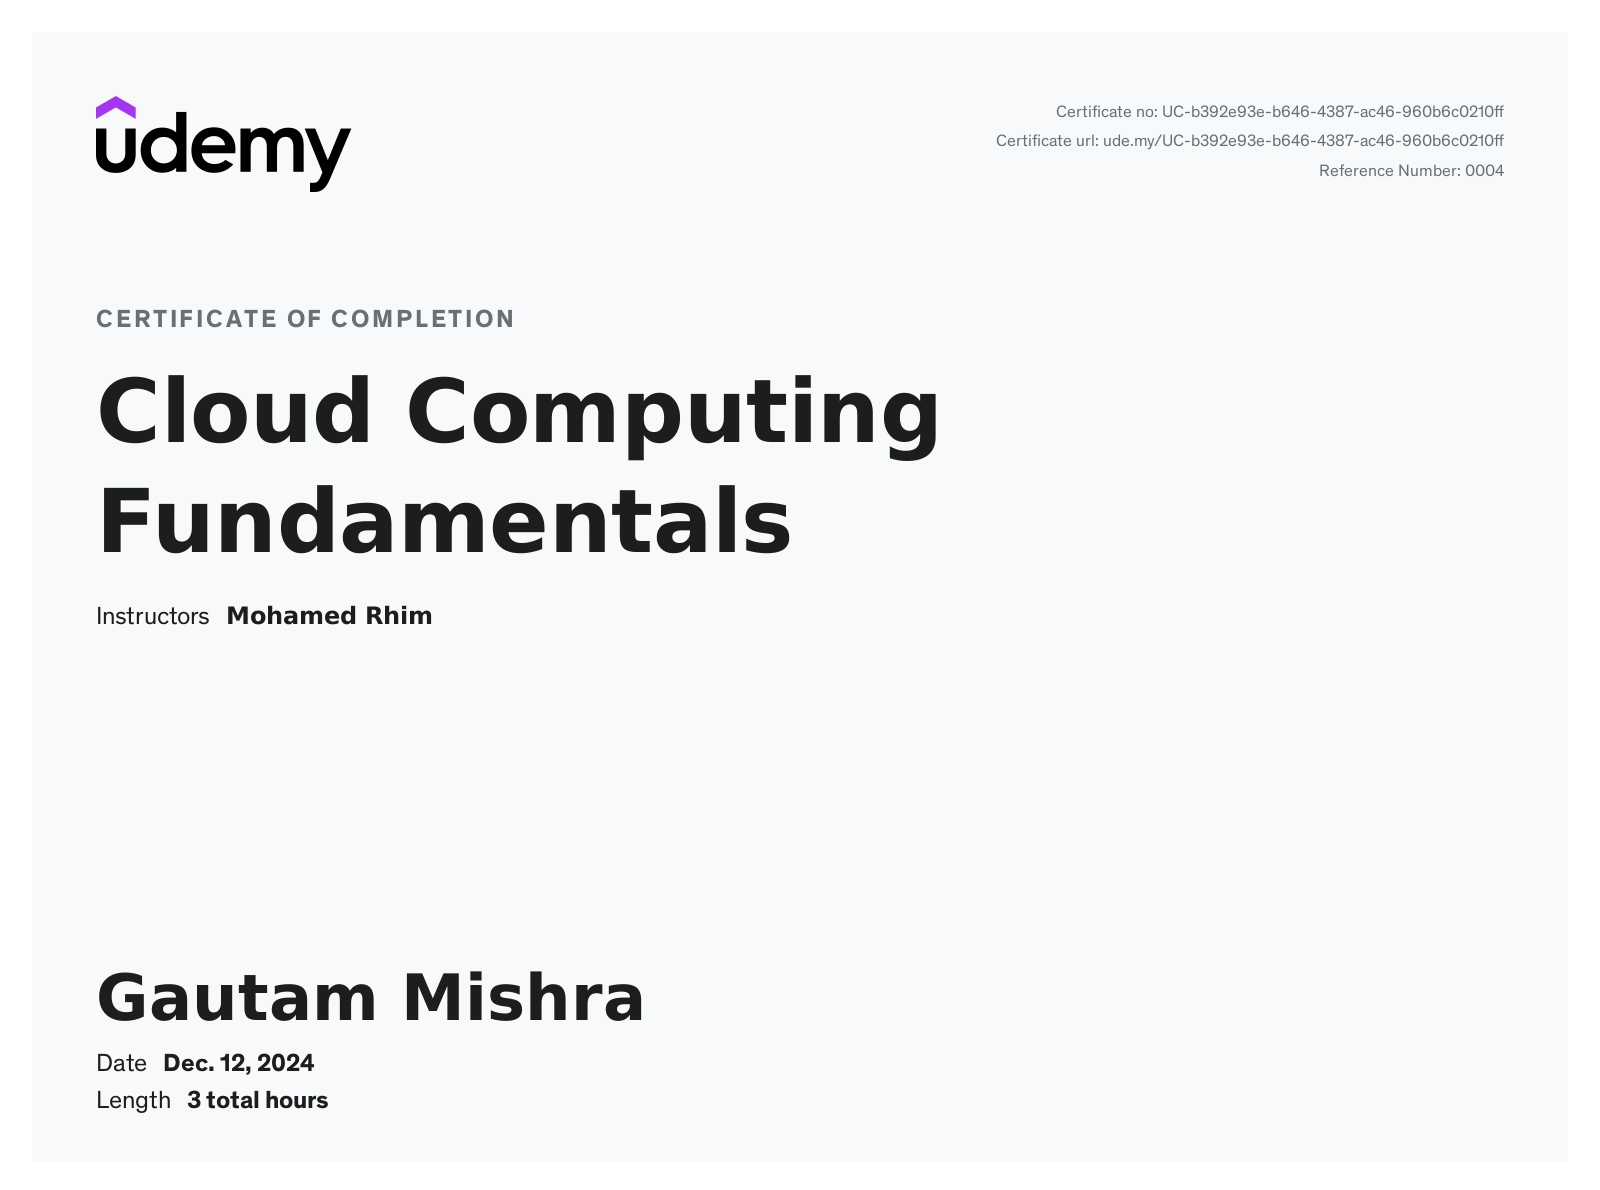 udemy
Certificate no: UC-b392e93e-b646-4387-ac46-960b6c0210ff
Certificate url: ude.my/UC-b392e93e-b646-4387-ac46-960b6c0210ff
Reference Number: 0004
CERTIFICATE OF COMPLETION
Cloud Computing
Fundamentals
Instructors Mohamed Rhim
Gautam Mishra
Date Dec. 12, 2024
Length 3 total hours